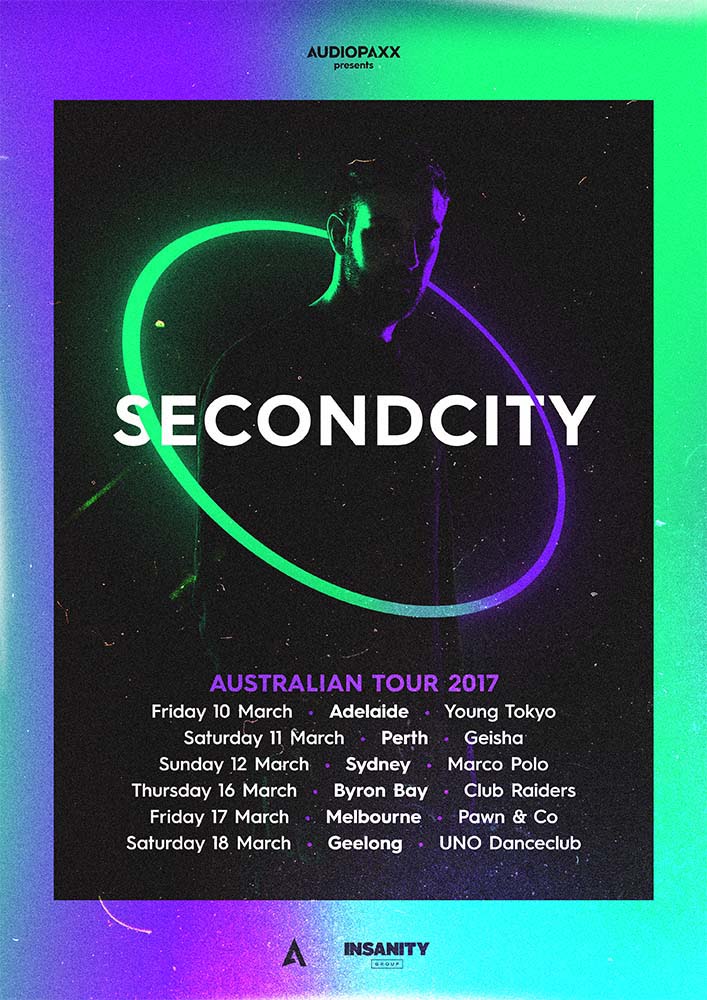 AUDIOPAXX
presents
SECONDCITY
AUSTRALIAN TOUR 2017
Friday 10 March • Adelaide • Young Tokyo
Saturday 11 March • Perth • Geisha
Sunday 12 March • Sydney • Marco Polo
Thursday 16 March • Byron Bay • Club Raiders
Friday 17 March • Melbourne • Pawn & Co
Saturday 18 March • Geelong • UNO Danceclub
INSANITY
GROUP